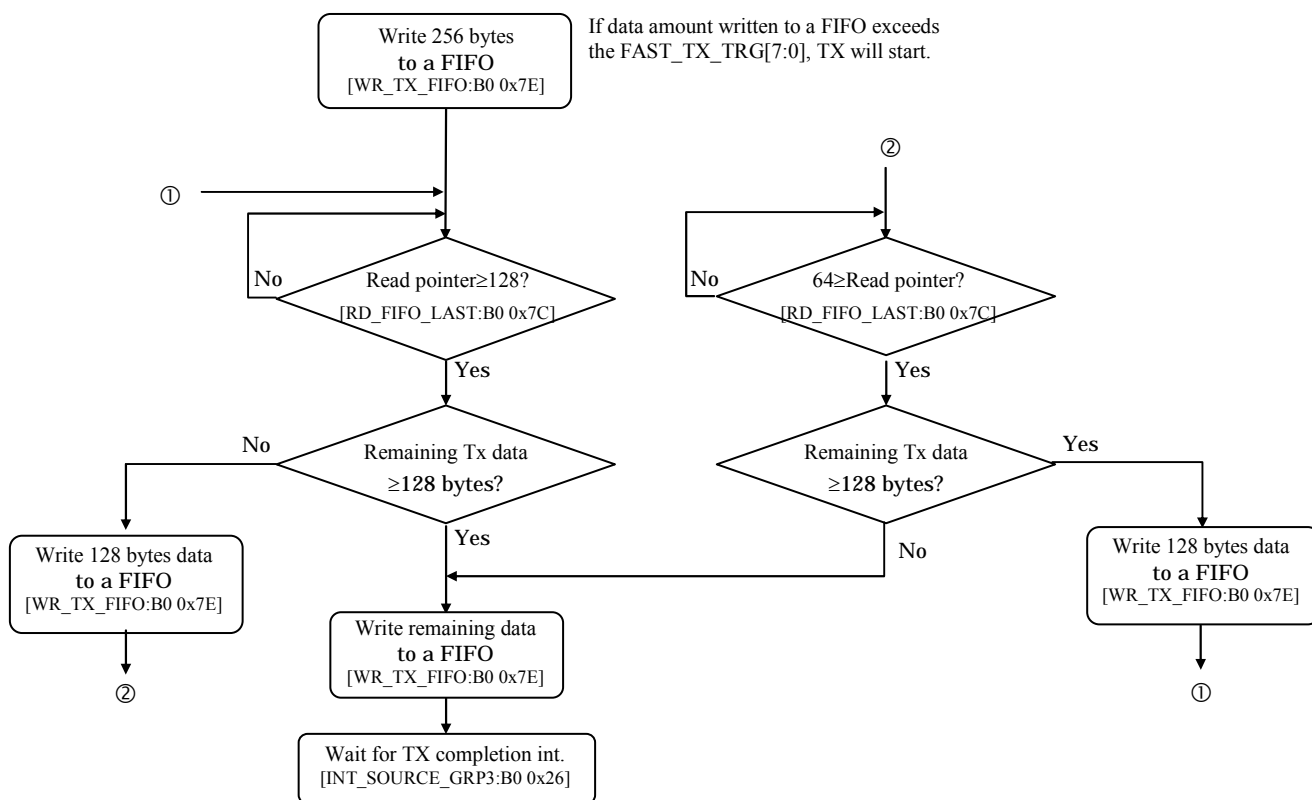 Write 256 bytes
to a FIFO
[WR_TX_FIFO:B0 0x7E]
If data amount written to a FIFO exceeds
the FAST_TX_TRG[7:0], TX will start.
①
②
No
Read pointer≥128?
[RD_FIFO_LAST:B0 0x7C]
Yes
No
64≥Read pointer?
[RD_FIFO_LAST:B0 0x7C]
Yes
No
Remaining Tx data
≥128 bytes?
Yes
Remaining Tx data
≥128 bytes?
Yes
No
Write 128 bytes data
to a FIFO
[WR_TX_FIFO:B0 0x7E]
②
Write 128 bytes data
to a FIFO
[WR_TX_FIFO:B0 0x7E]
①
Write remaining data
to a FIFO
[WR_TX_FIFO:B0 0x7E]
Wait for TX completion int.
[INT_SOURCE_GRP3:B0 0x26]